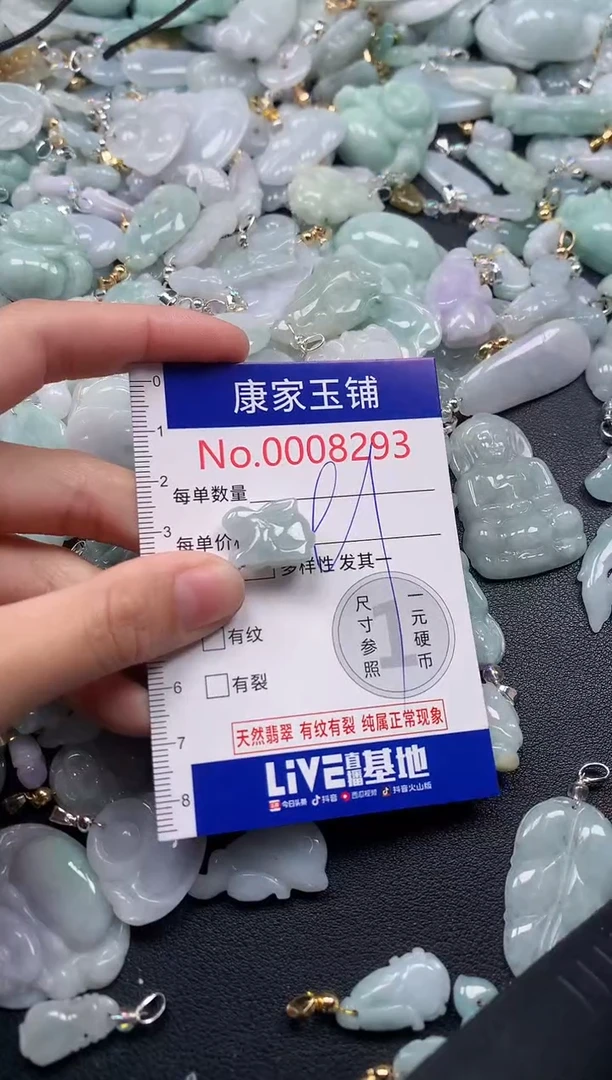 康家玉铺
No.0008293
每单数量
每单价
多样性发其一
有纹
有裂
尺寸参照
一元硬币
1
天然翡翠 有纹有裂 纯属正常现象
LiVE直播基地
今日头条 抖音 西瓜视频 抖音火山版
0
1
2
3
6
7
8